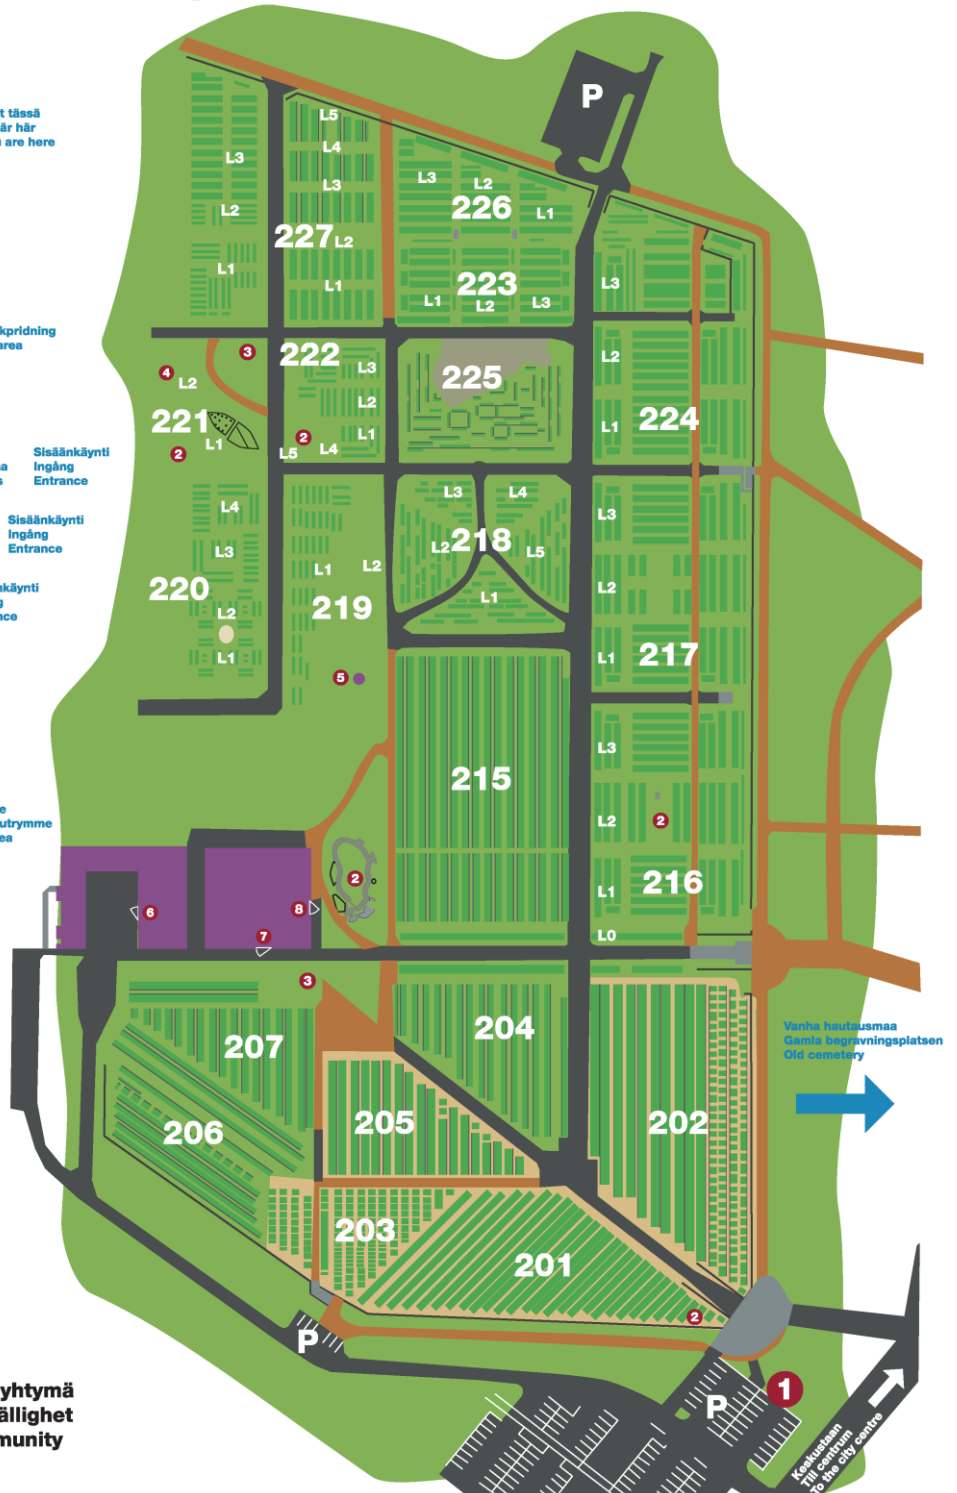 t tässä
är här
are here
P
L5
L4
L3
L3
L2
L3
L2
226
L1
L2
227
L2
L1
L1
223
L1
L2
L3
L3
kpridning
area
3
222
L2
L3
4
L2
225
L2
221
L1
2
L1
2
L5
L4
L1
224
Sisäänkäynti
Ingång
Entrance
L3
L4
L4
L3
Sisäänkäynti
Ingång
Entrance
L3
L2
218
L5
L1
L2
nkäynti
220
L2
219
L1
L2
L1
L1
217
5
215
L3
e
utrymme
ea
L2
2
2
L1
216
6
8
7
L0
3
207
204
Vanha hautausmaa
Gamla begravningsplatsen
Old cemetery
206
205
202
203
201
2
P
yhtymä
ällighet
munity
P
1
Keskustaan
Till centrum
To the city centre